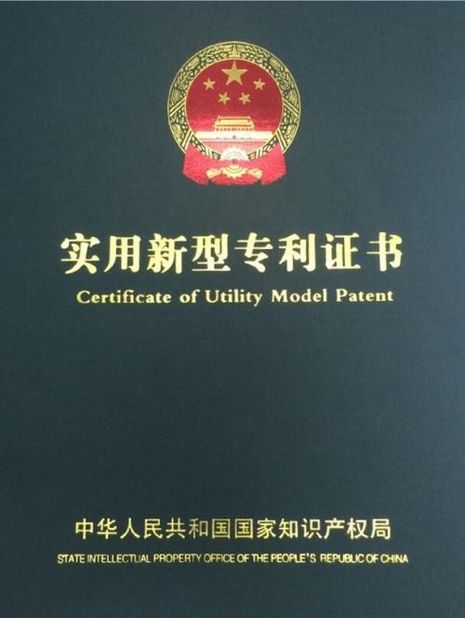 实用新型专利证书
Certificate of Utility Model Patent
中华人民共和国国家知识产权局
STATE INTELLECTUAL PROPERTY OFFICE OF THE PEOPLE'S REPUBLIC OF CHINA